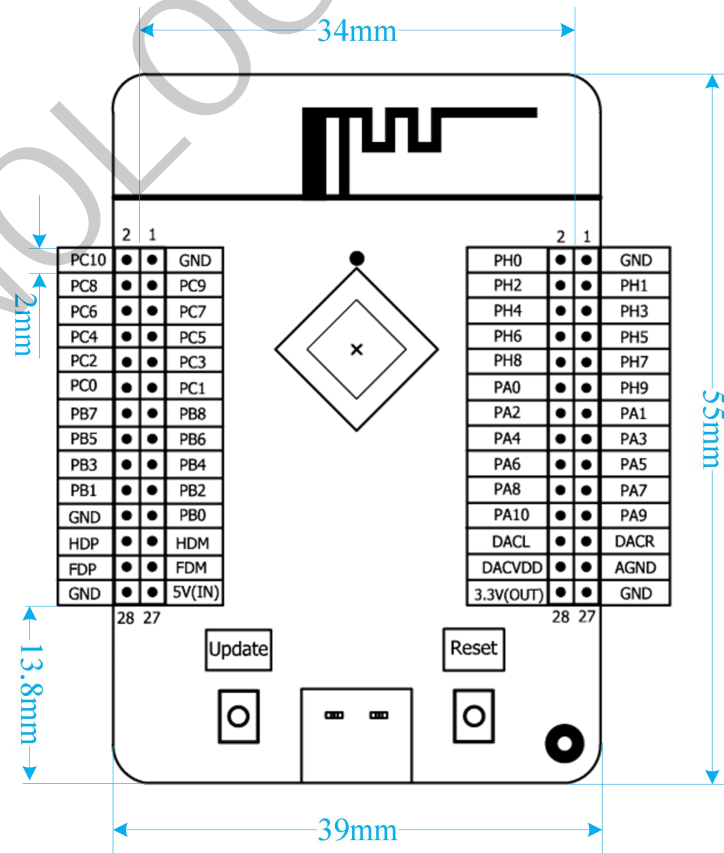 NOLOG
34mm
2 1
2 1
PC10 GND PH0 GND
PC8 PC9 PH2 PH1
PC6 PC7 PH4 PH3
PC4 PC5 PH6 PH5
PC2 PC3 PH8 PH7
PC0 PC1 PA0 PH9
PB7 PB8 PA2 PA1
PB5 PB6 PA4 PA3
PB3 PB4 PA6 PA5
PB1 PB2 PA8 PA7
GND PB0 PA10 PA9
HDP HDM DACL DACR
FDP FDM DACVDD AGND
GND 5V(IN) 3.3V(OUT) GND
28 27
28 27
2mm
55mm
13.8mm
Update
Reset
39mm